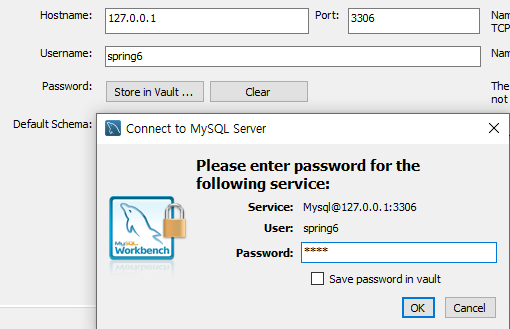 Hostname: 127.0.0.1 Port: 3306 Nam
TCP
Username: spring6 Nam
Password: Store in Vault ... Clear The
not
Default Schema:
Connect to MySQL Server
Please enter password for the
following service:
Service: Mysql@127.0.0.1:3306
User: spring6
Password: ****
MySQL
Workbench
Save password in vault
OK Cancel